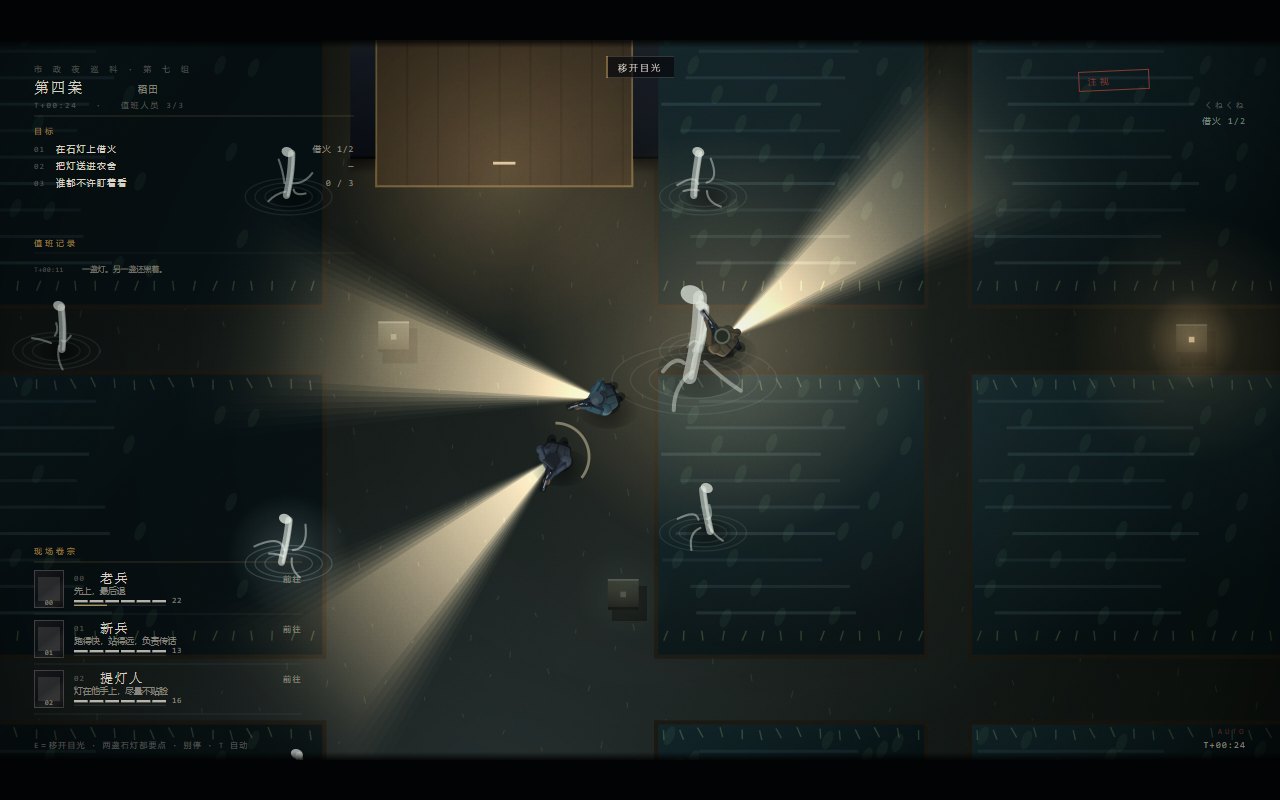 市政夜巡科·第七组
第四案 稻田
T+00:24 · 值班人员 3/3
目标
01 在石灯上借火 借火 1/2
02 把灯送进农舍 —
03 谁都不许盯着看 0 / 3
值班记录
T+00:11 一盏灯。另一盏还黑着。
移开目光
注视
くねくね
借火 1/2
现场卷宗
00 00 老兵 前往
先上，最后退
22
01 01 新兵 前往
跑得快，站得远，负责传话
13
02 02 提灯人 前往
灯在他手上，尽量不贴脸
16
E=移开目光 · 两盏石灯都要点 · 别停 · T 自动
AUTO
T+00:24